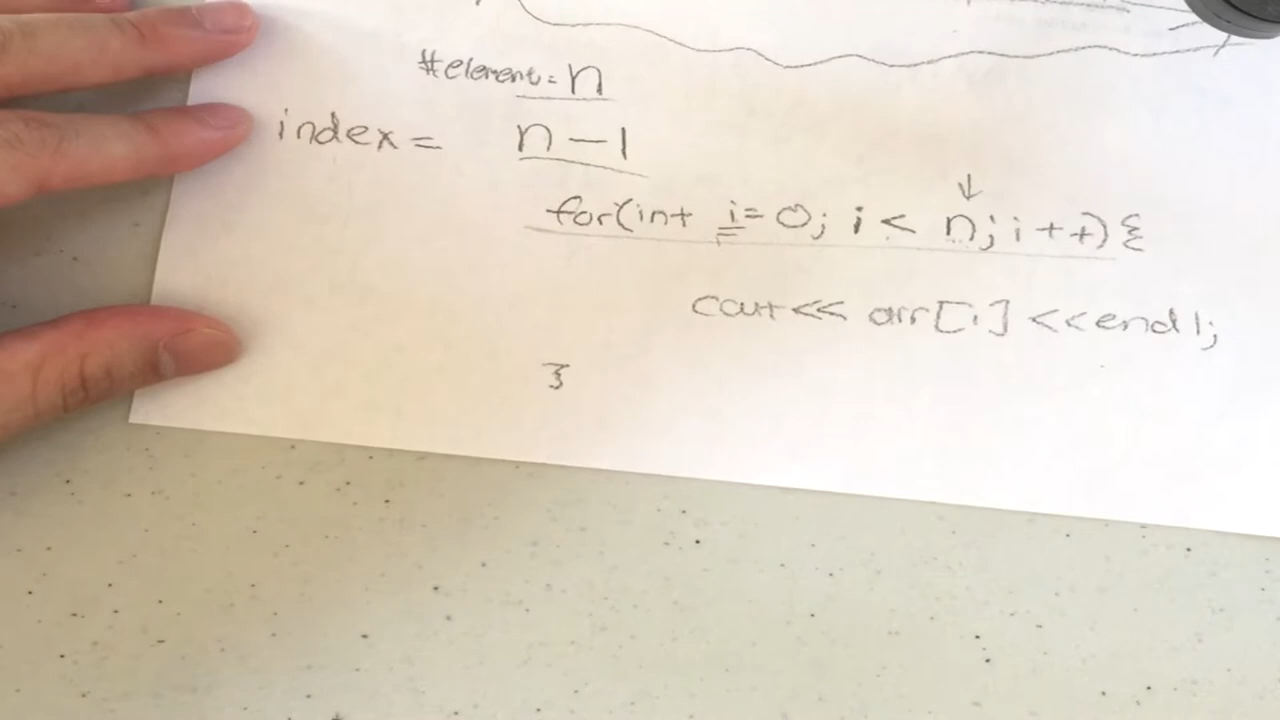 #element= n
index = n-1
for(int i=0; i < n; i++){
cout<< arr[i] <<endl;
}